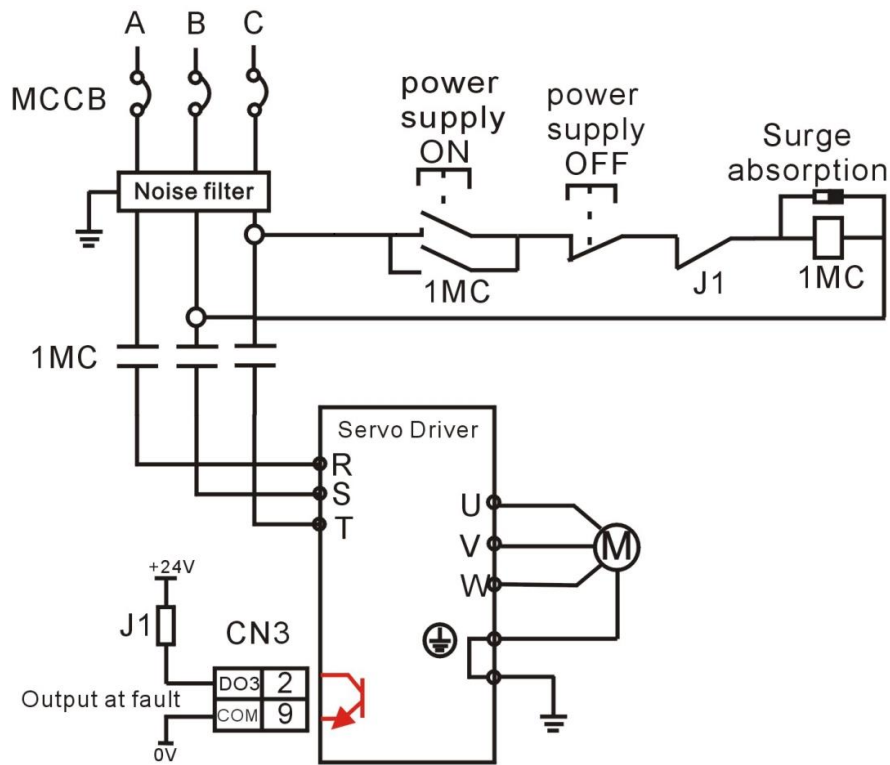 A B C
MCCB
power
supply
ON
power
supply
OFF
Surge
absorption
Noise filter
1MC
J1
1MC
1MC
Servo Driver
R
S
T
U
V
W
M
+24V
J1
CN3
DO3 2
Output at fault
COM 9
0V